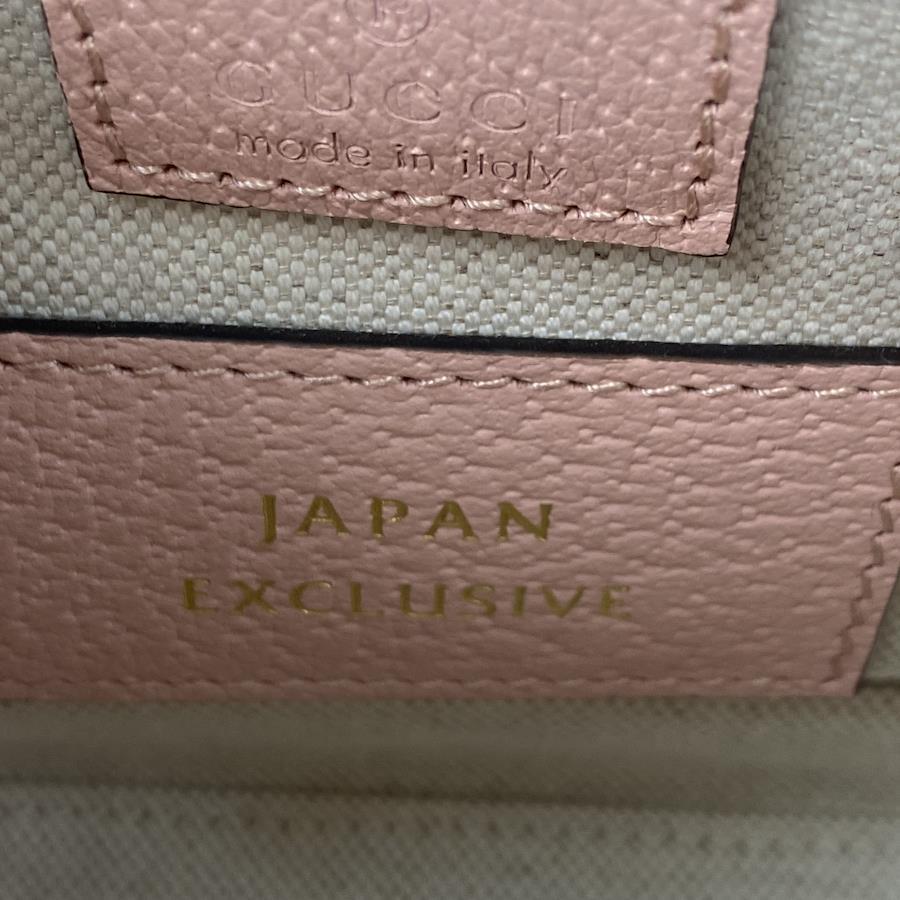 ®
GUCCI
made in italy
JAPAN
EXCLUSIVE